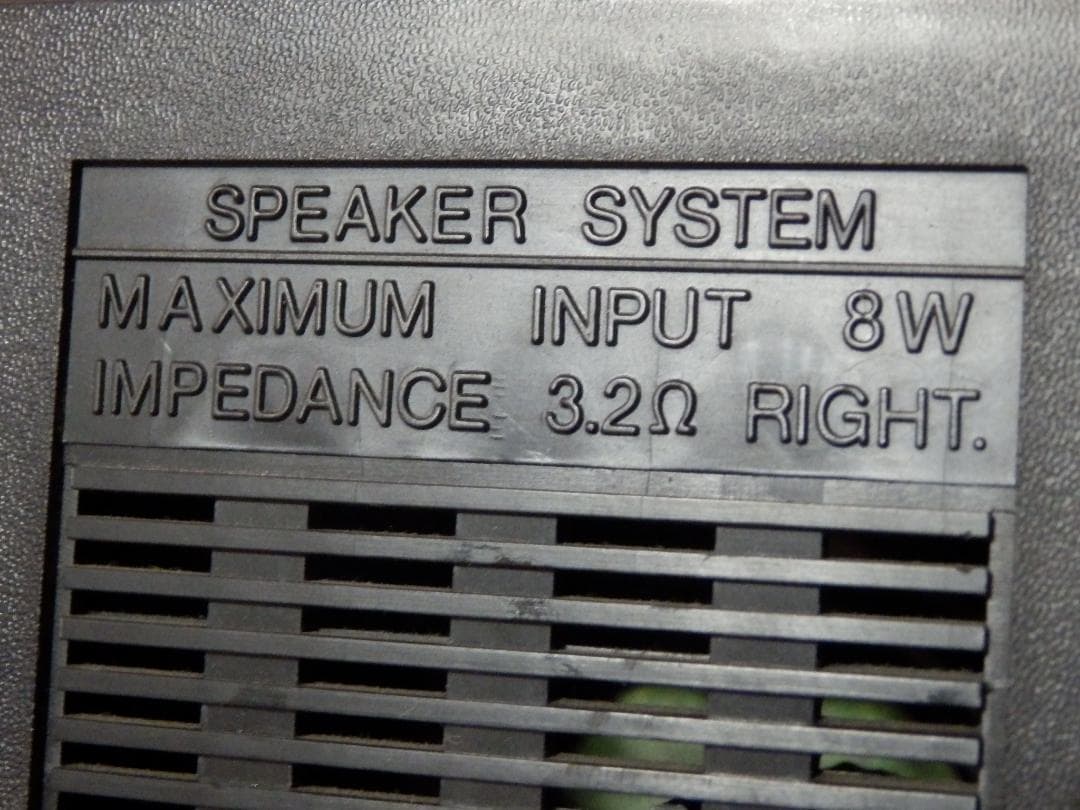 SPEAKER SYSTEM
MAXIMUM INPUT 8W
IMPEDANCE 3.2Ω RIGHT.